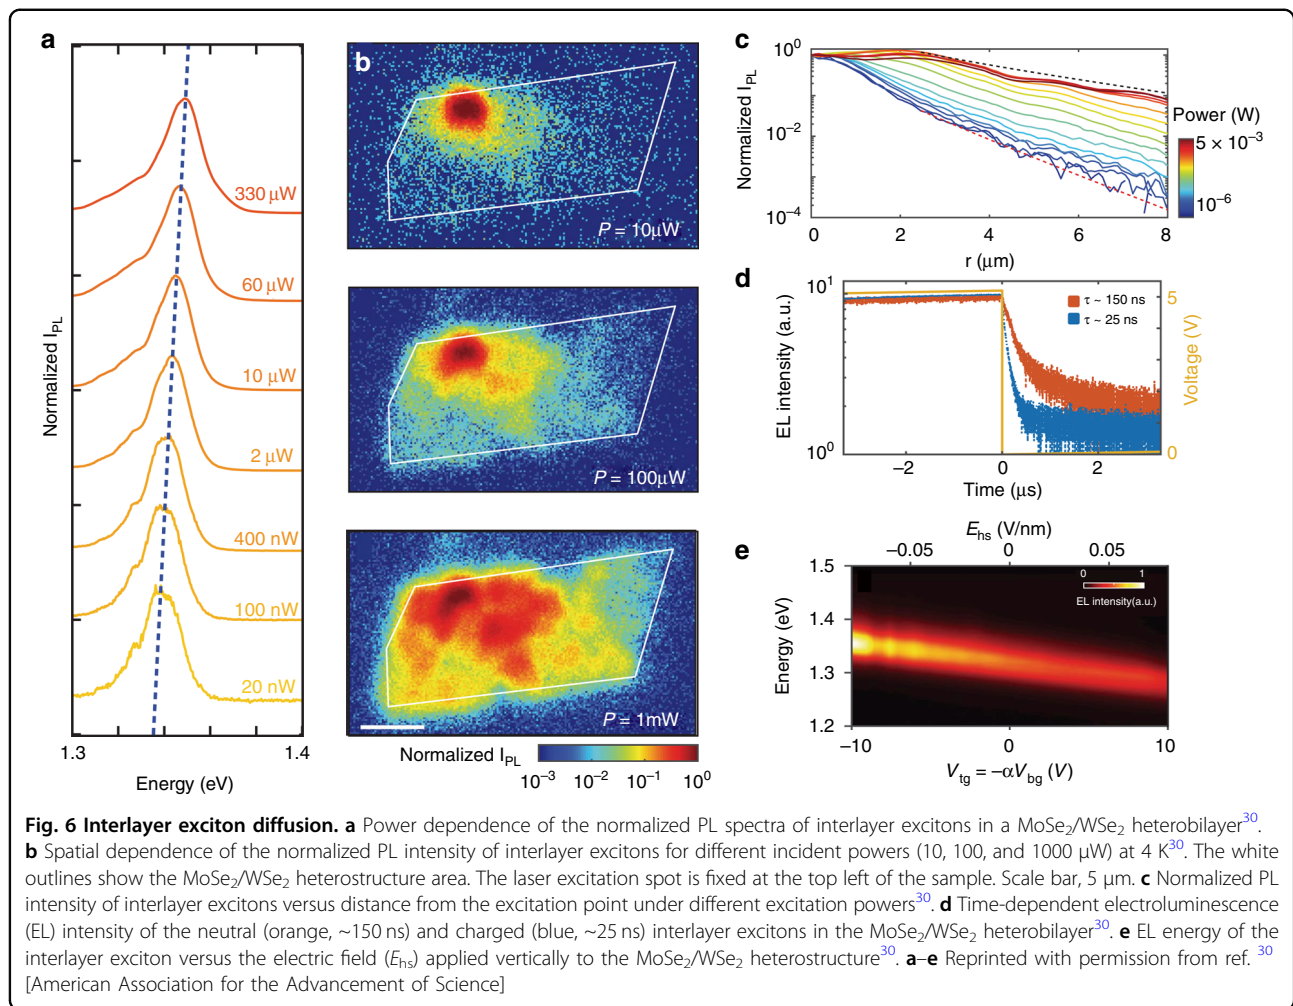 a
330 μW
60 μW
10 μW
2 μW
400 nW
100 nW
20 nW
Normalized I_PL
1.3
1.4
Energy (eV)
b
P = 10μW
P = 100μW
P = 1mW
Normalized I_PL
10⁻³ 10⁻² 10⁻¹ 10⁰
c
10⁰
10⁻²
10⁻⁴
Normalized I_PL
0 2 4 6 8
r (μm)
Power (W)
5 × 10⁻³
10⁻⁶
d
10¹
10⁰
EL intensity (a.u.)
τ ~ 150 ns
τ ~ 25 ns
5
0
Voltage (V)
−2 0 2
Time (μs)
e
E_hs (V/nm)
−0.05 0 0.05
1.5
1.4
1.3
1.2
Energy (eV)
0 1
EL intensity(a.u.)
−10 0 10
V_tg = −αV_bg (V)
Fig. 6 Interlayer exciton diffusion. a Power dependence of the normalized PL spectra of interlayer excitons in a MoSe₂/WSe₂ heterobilayer³⁰.
b Spatial dependence of the normalized PL intensity of interlayer excitons for different incident powers (10, 100, and 1000 μW) at 4 K³⁰. The white
outlines show the MoSe₂/WSe₂ heterostructure area. The laser excitation spot is fixed at the top left of the sample. Scale bar, 5 μm. c Normalized PL
intensity of interlayer excitons versus distance from the excitation point under different excitation powers³⁰. d Time-dependent electroluminescence
(EL) intensity of the neutral (orange, ~150 ns) and charged (blue, ~25 ns) interlayer excitons in the MoSe₂/WSe₂ heterobilayer³⁰. e EL energy of the
interlayer exciton versus the electric field (E_hs) applied vertically to the MoSe₂/WSe₂ heterostructure³⁰. a–e Reprinted with permission from ref. ³⁰
[American Association for the Advancement of Science]